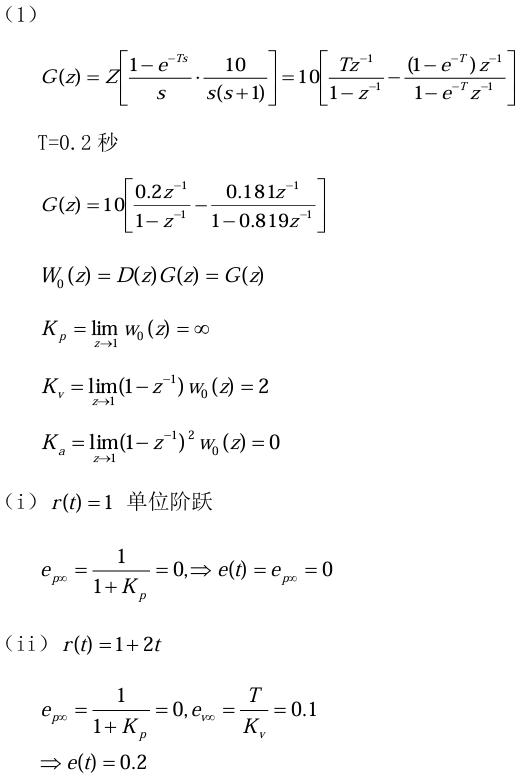 (1)
G(z) = Z[ (1 − e^{−Ts})/s · 10/(s(s+1)) ] = 10[ Tz^{−1}/(1 − z^{−1}) − (1 − e^{−T})z^{−1}/(1 − e^{−T}z^{−1}) ]
T=0.2秒
G(z) = 10[ 0.2z^{−1}/(1 − z^{−1}) − 0.181z^{−1}/(1 − 0.819z^{−1}) ]
W_0(z) = D(z)G(z) = G(z)
K_p = lim_{z→1} w_0(z) = ∞
K_v = lim_{z→1}(1 − z^{−1}) w_0(z) = 2
K_a = lim_{z→1}(1 − z^{−1})^2 w_0(z) = 0
(i) r(t) = 1 单位阶跃
e_{p∞} = 1/(1 + K_p) = 0, ⇒ e(t) = e_{p∞} = 0
(ii) r(t) = 1 + 2t
e_{p∞} = 1/(1 + K_p) = 0, e_{v∞} = T/K_v = 0.1
⇒ e(t) = 0.2